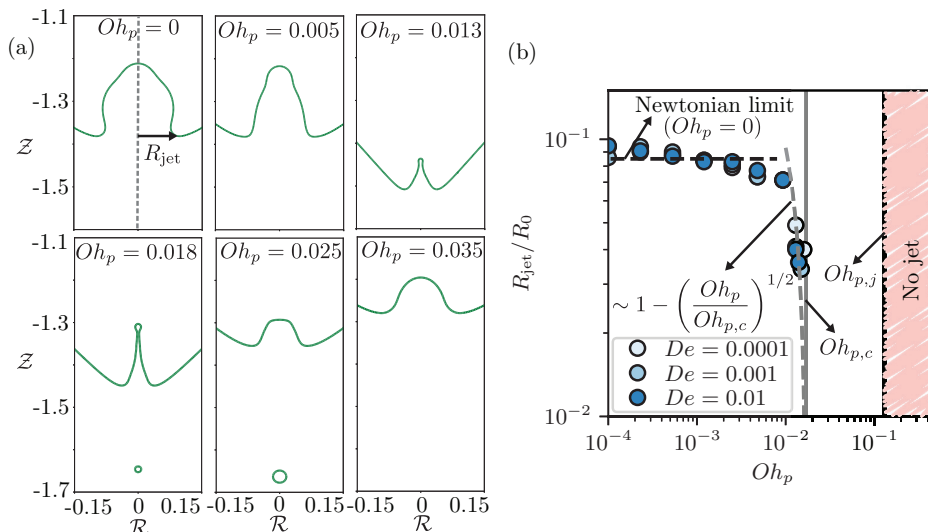 (a)
-1.1
-1.3
-1.5
𝒵
Oh_p = 0
R_jet
Oh_p = 0.005
Oh_p = 0.013
-1.1
-1.3
-1.5
-1.7
𝒵
Oh_p = 0.018
Oh_p = 0.025
Oh_p = 0.035
-0.15 0 0.15
-0.15 0 0.15
-0.15 0 0.15
ℛ
ℛ
ℛ
(b)
R_jet/R_0
10^{-1}
10^{-2}
Newtonian limit
(Oh_p = 0)
∼ 1 − (Oh_p / Oh_{p,c})^{1/2}
Oh_{p,j}
Oh_{p,c}
No jet
De = 0.0001
De = 0.001
De = 0.01
10^{-4} 10^{-3} 10^{-2} 10^{-1}
Oh_p